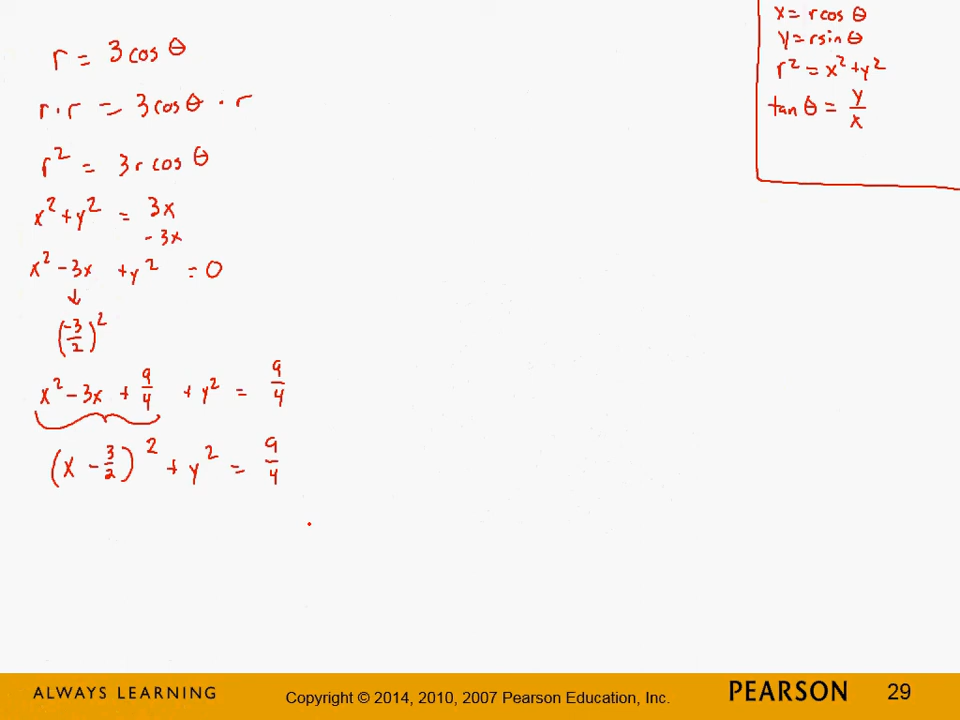 r = 3 cos θ
r · r = 3 cos θ · r
r² = 3 r cos θ
x² + y² = 3x
- 3x
x² - 3x + y² = 0
↓
(-3/2)²
x² - 3x + 9/4 + y² = 9/4
(x - 3/2)² + y² = 9/4
x = r cos θ
y = r sin θ
r² = x² + y²
tan θ = y/x
ALWAYS LEARNING
Copyright © 2014, 2010, 2007 Pearson Education, Inc.
PEARSON
29